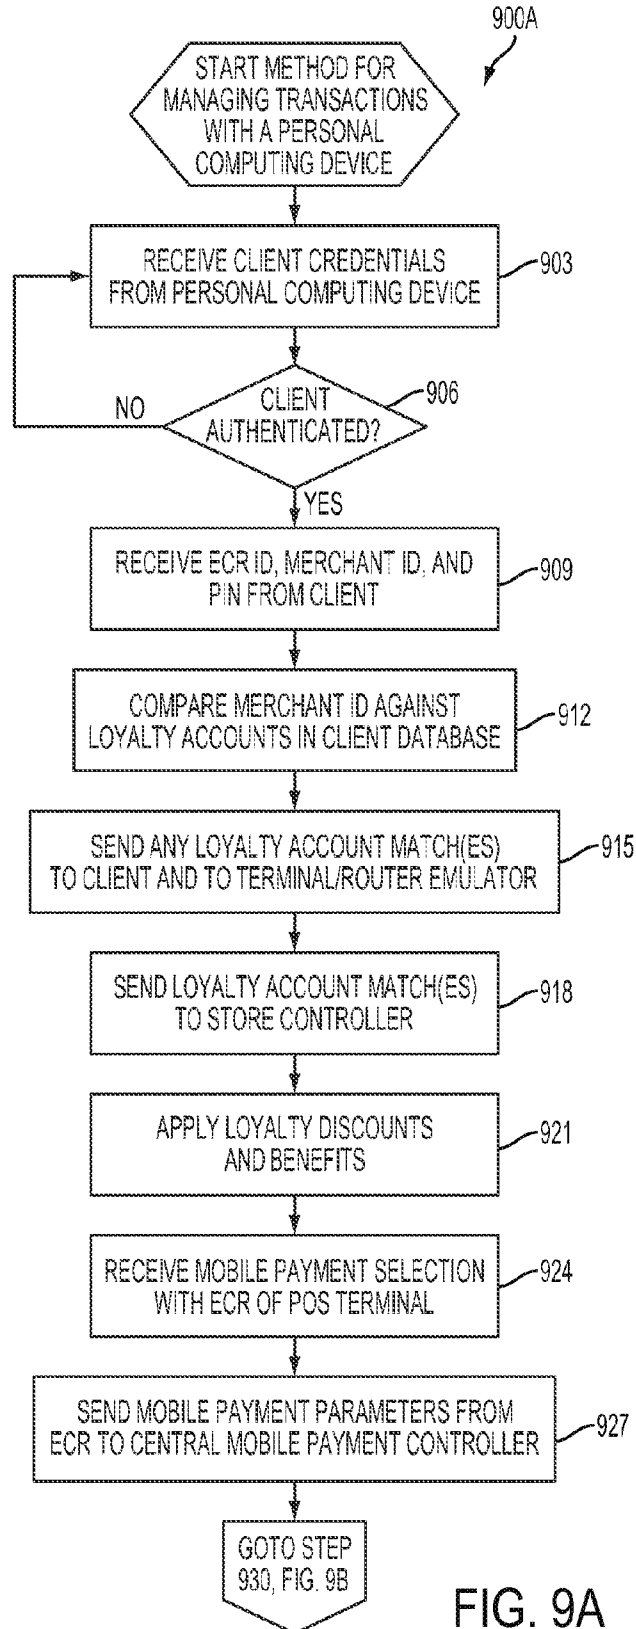 900A
START METHOD FOR
MANAGING TRANSACTIONS
WITH A PERSONAL
COMPUTING DEVICE
RECEIVE CLIENT CREDENTIALS
FROM PERSONAL COMPUTING DEVICE
903
CLIENT
AUTHENTICATED?
906
NO
YES
RECEIVE ECR ID, MERCHANT ID, AND
PIN FROM CLIENT
909
COMPARE MERCHANT ID AGAINST
LOYALTY ACCOUNTS IN CLIENT DATABASE
912
SEND ANY LOYALTY ACCOUNT MATCH(ES)
TO CLIENT AND TO TERMINAL/ROUTER EMULATOR
915
SEND LOYALTY ACCOUNT MATCH(ES)
TO STORE CONTROLLER
918
APPLY LOYALTY DISCOUNTS
AND BENEFITS
921
RECEIVE MOBILE PAYMENT SELECTION
WITH ECR OF POS TERMINAL
924
SEND MOBILE PAYMENT PARAMETERS FROM
ECR TO CENTRAL MOBILE PAYMENT CONTROLLER
927
GOTO STEP
930, FIG. 9B
FIG. 9A